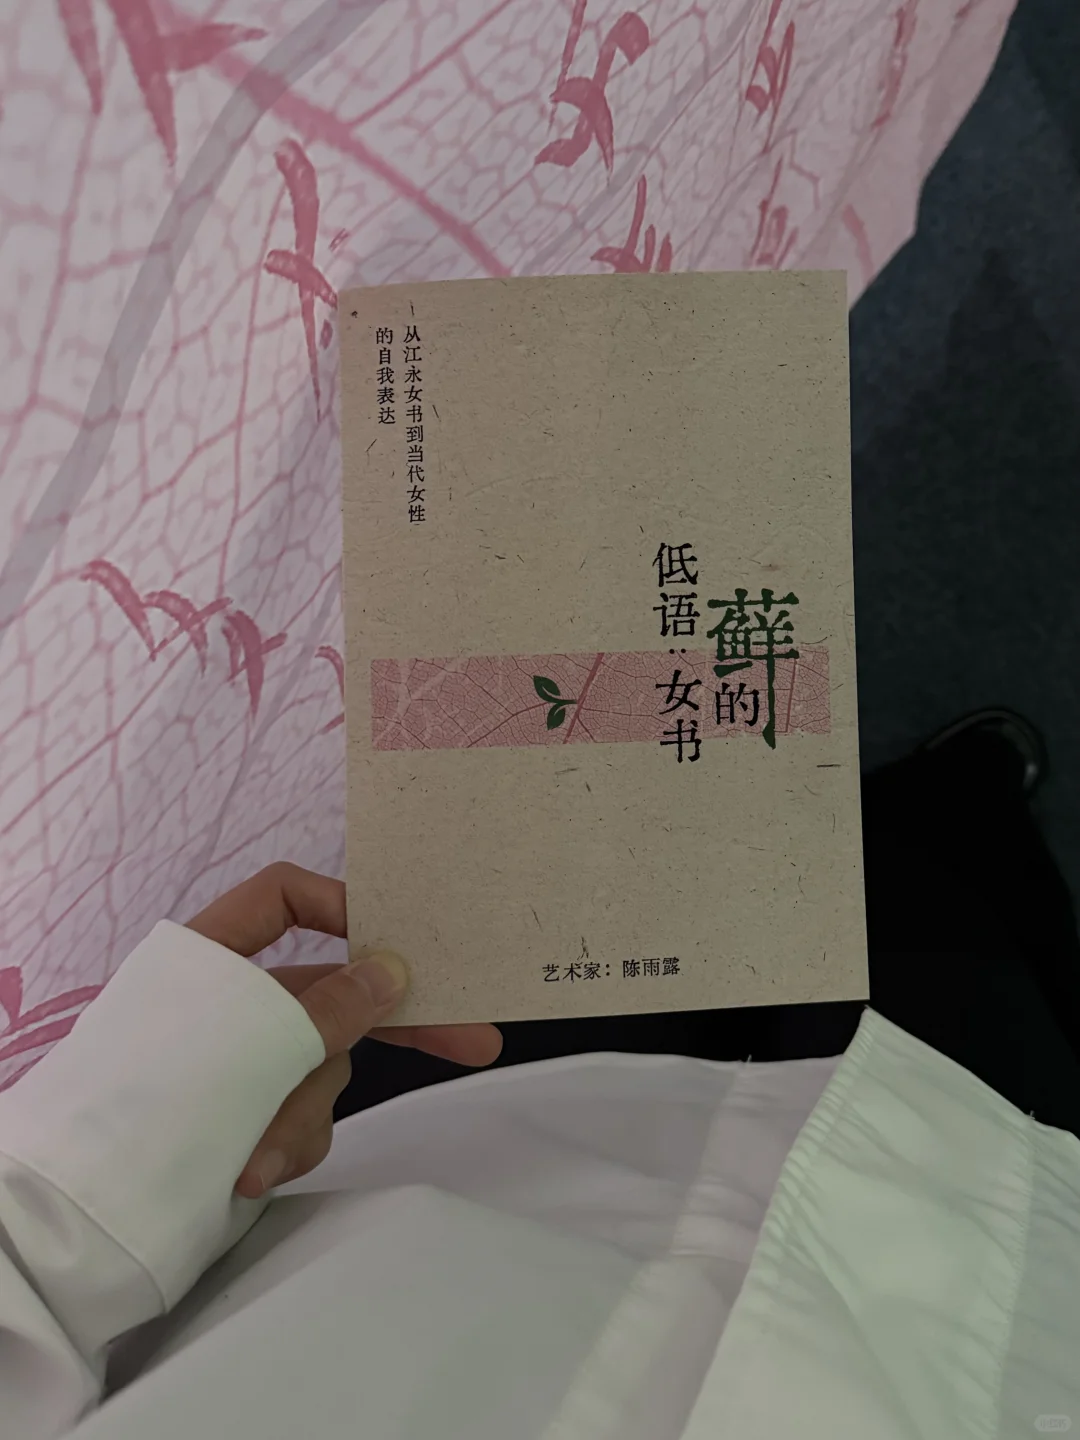 藓的
低语：女书
从江永女书到当代女性
的自我表达
艺术家：陈雨露